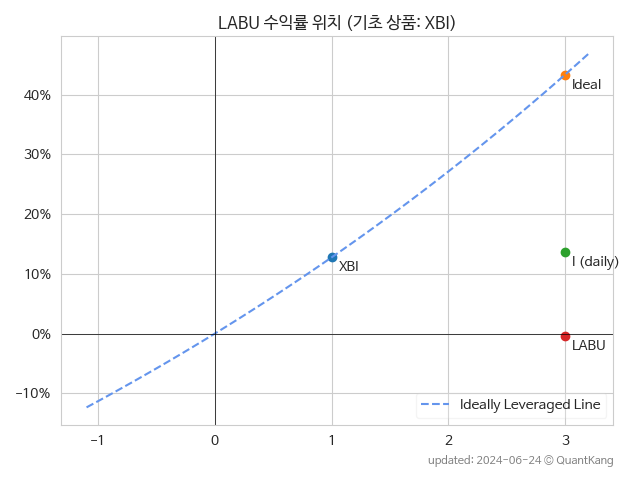 LABU 수익률 위치 (기초 상품: XBI)
40%
30%
20%
10%
0%
−10%
Ideal
XBI
I (daily)
LABU
Ideally Leveraged Line
−1
0
1
2
3
updated: 2024-06-24 © QuantKang